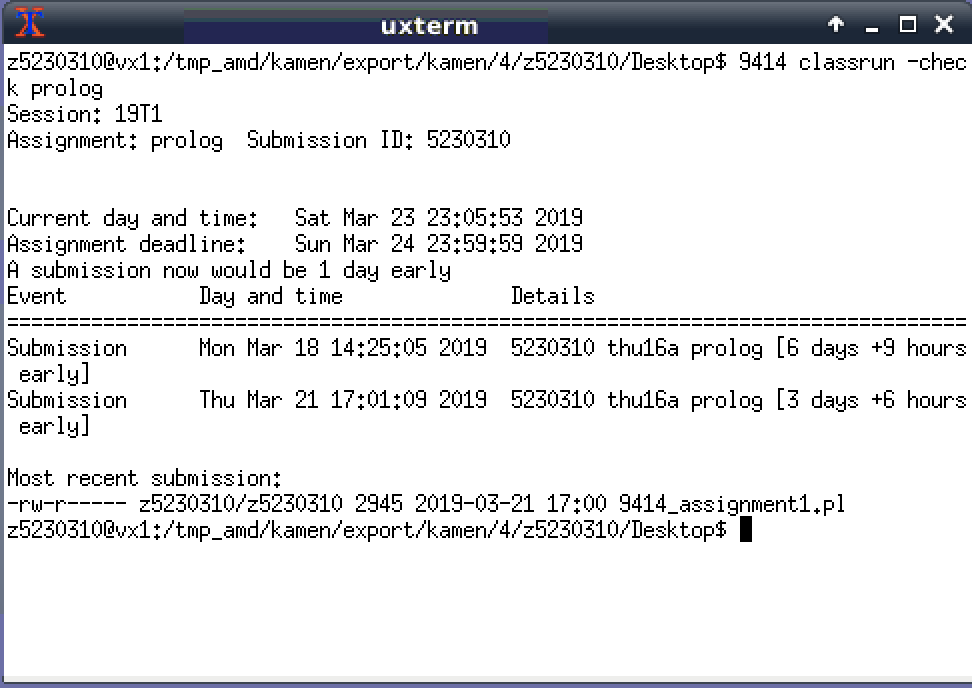 uxterm
z5230310@vx1:/tmp_amd/kamen/export/kamen/4/z5230310/Desktop$ 9414 classrun -chec
k prolog
Session: 19T1
Assignment: prolog  Submission ID: 5230310
Current day and time:   Sat Mar 23 23:05:53 2019
Assignment deadline:    Sun Mar 24 23:59:59 2019
A submission now would be 1 day early
Event           Day and time              Details
================================================================================
Submission      Mon Mar 18 14:25:05 2019  5230310 thu16a prolog [6 days +9 hours
 early]
Submission      Thu Mar 21 17:01:09 2019  5230310 thu16a prolog [3 days +6 hours
 early]
Most recent submission:
-rw-r----- z5230310/z5230310 2945 2019-03-21 17:00 9414_assignment1.pl
z5230310@vx1:/tmp_amd/kamen/export/kamen/4/z5230310/Desktop$